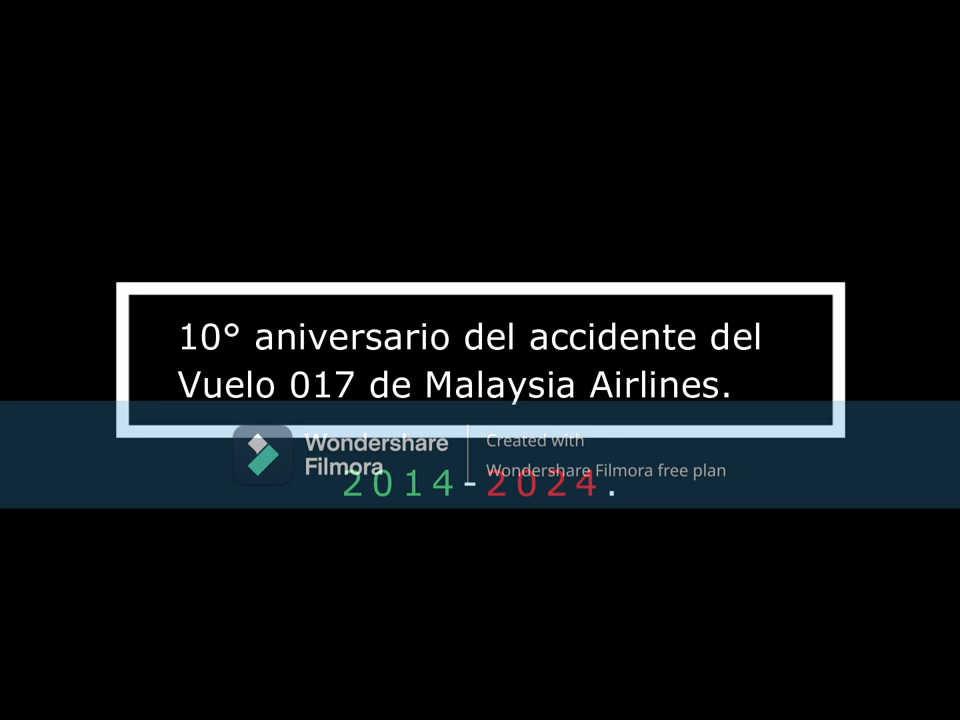 10° aniversario del accidente del
Vuelo 017 de Malaysia Airlines.
Wondershare
Filmora
Created with
Wondershare Filmora free plan
2014-2024.